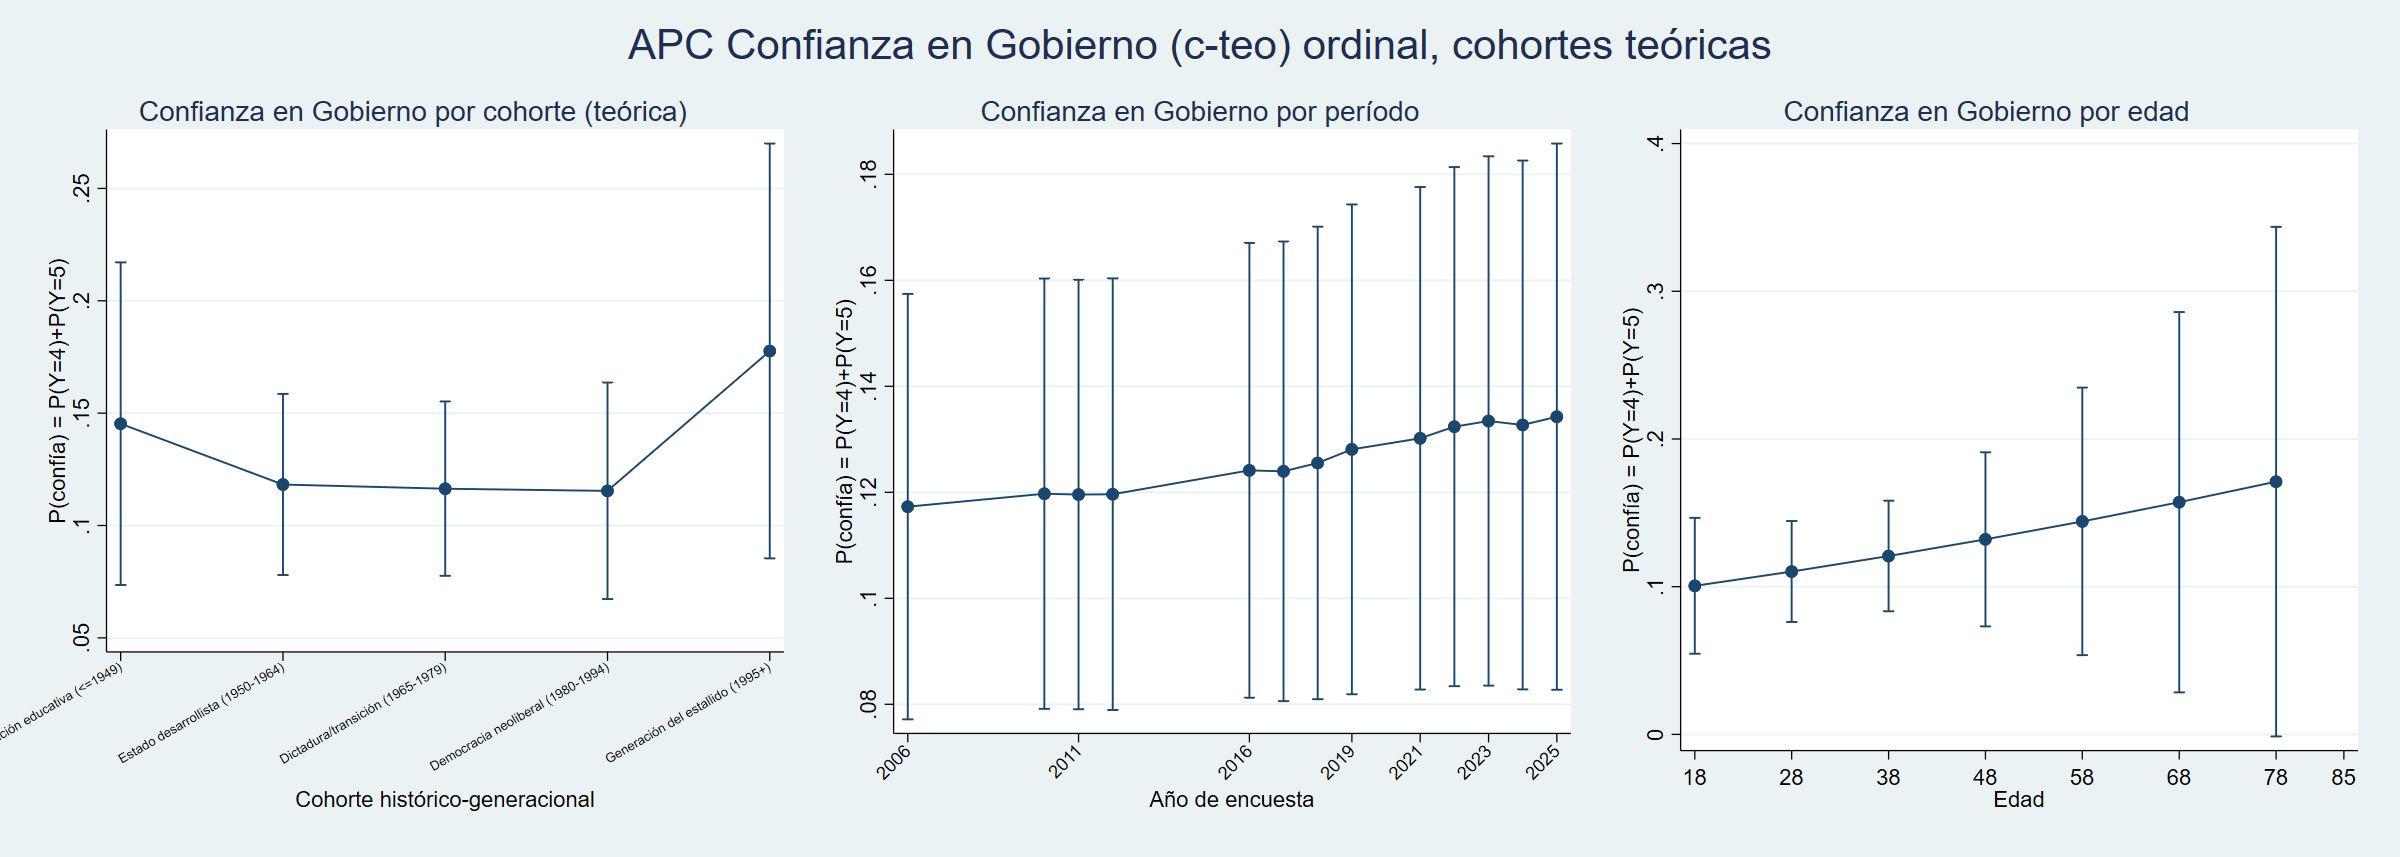 APC Confianza en Gobierno (c-teo) ordinal, cohortes teóricas
Confianza en Gobierno por cohorte (teórica)
P(confía) = P(Y=4)+P(Y=5)
.25
.2
.15
.1
.05
educativa (<=1949)
Estado desarrollista (1950-1964)
Dictadura/transición (1965-1979)
Democracia neoliberal (1980-1994)
Generación del estallido (1995+)
Cohorte histórico-generacional
Confianza en Gobierno por período
P(confía) = P(Y=4)+P(Y=5)
.18
.16
.14
.12
.1
.08
2006
2011
2016
2019
2021
2023
2025
Año de encuesta
Confianza en Gobierno por edad
P(confía) = P(Y=4)+P(Y=5)
.4
.3
.2
.1
0
18
28
38
48
58
68
78
85
Edad